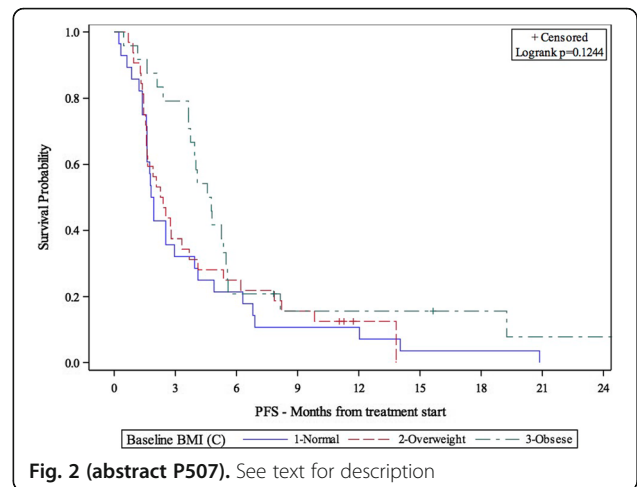 + Censored
Logrank p=0.1244
1.0
0.8
0.6
0.4
0.2
0.0
Survival Probability
0 3 6 9 12 15 18 21 24
PFS - Months from treatment start
Baseline BMI (C) 1-Normal 2-Overweight 3-Obsese
Fig. 2 (abstract P507). See text for description